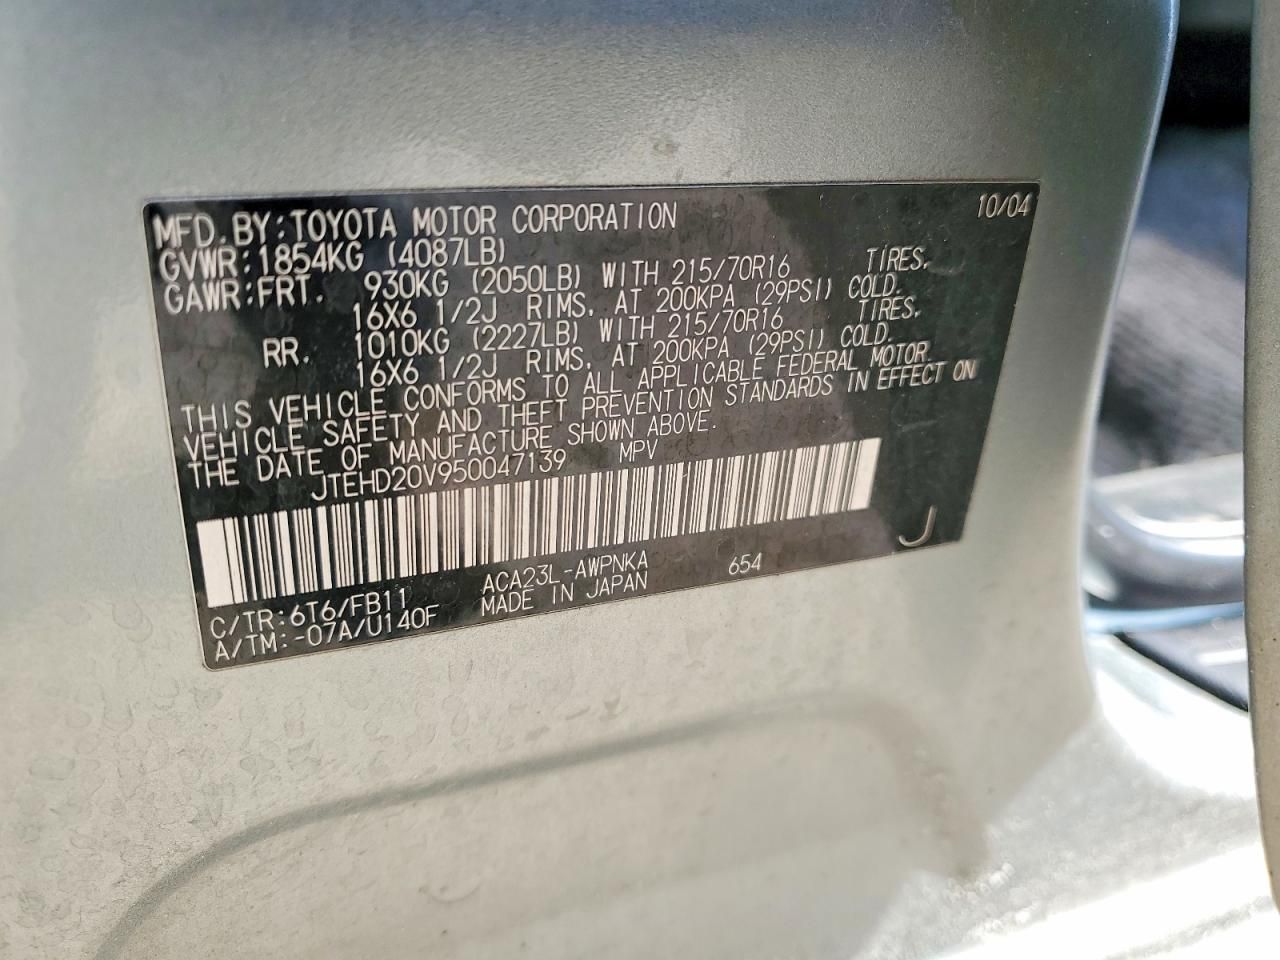 MFD. BY: TOYOTA MOTOR CORPORATION 10/04
GVWR: 1854KG (4087LB)
GAWR: FRT. 930KG (2050LB) WITH 215/70R16 TIRES,
16X6 1/2J RIMS, AT 200KPA (29PSI) COLD.
RR. 1010KG (2227LB) WITH 215/70R16 TIRES,
16X6 1/2J RIMS, AT 200KPA (29PSI) COLD.
THIS VEHICLE CONFORMS TO ALL APPLICABLE FEDERAL MOTOR
VEHICLE SAFETY AND THEFT PREVENTION STANDARDS IN EFFECT ON
THE DATE OF MANUFACTURE SHOWN ABOVE.
JTEHD20V950047139 MPV
J
C/TR: 6T6/FB11 ACA23L-AWPNKA 654
A/TM: -07A/U140F MADE IN JAPAN